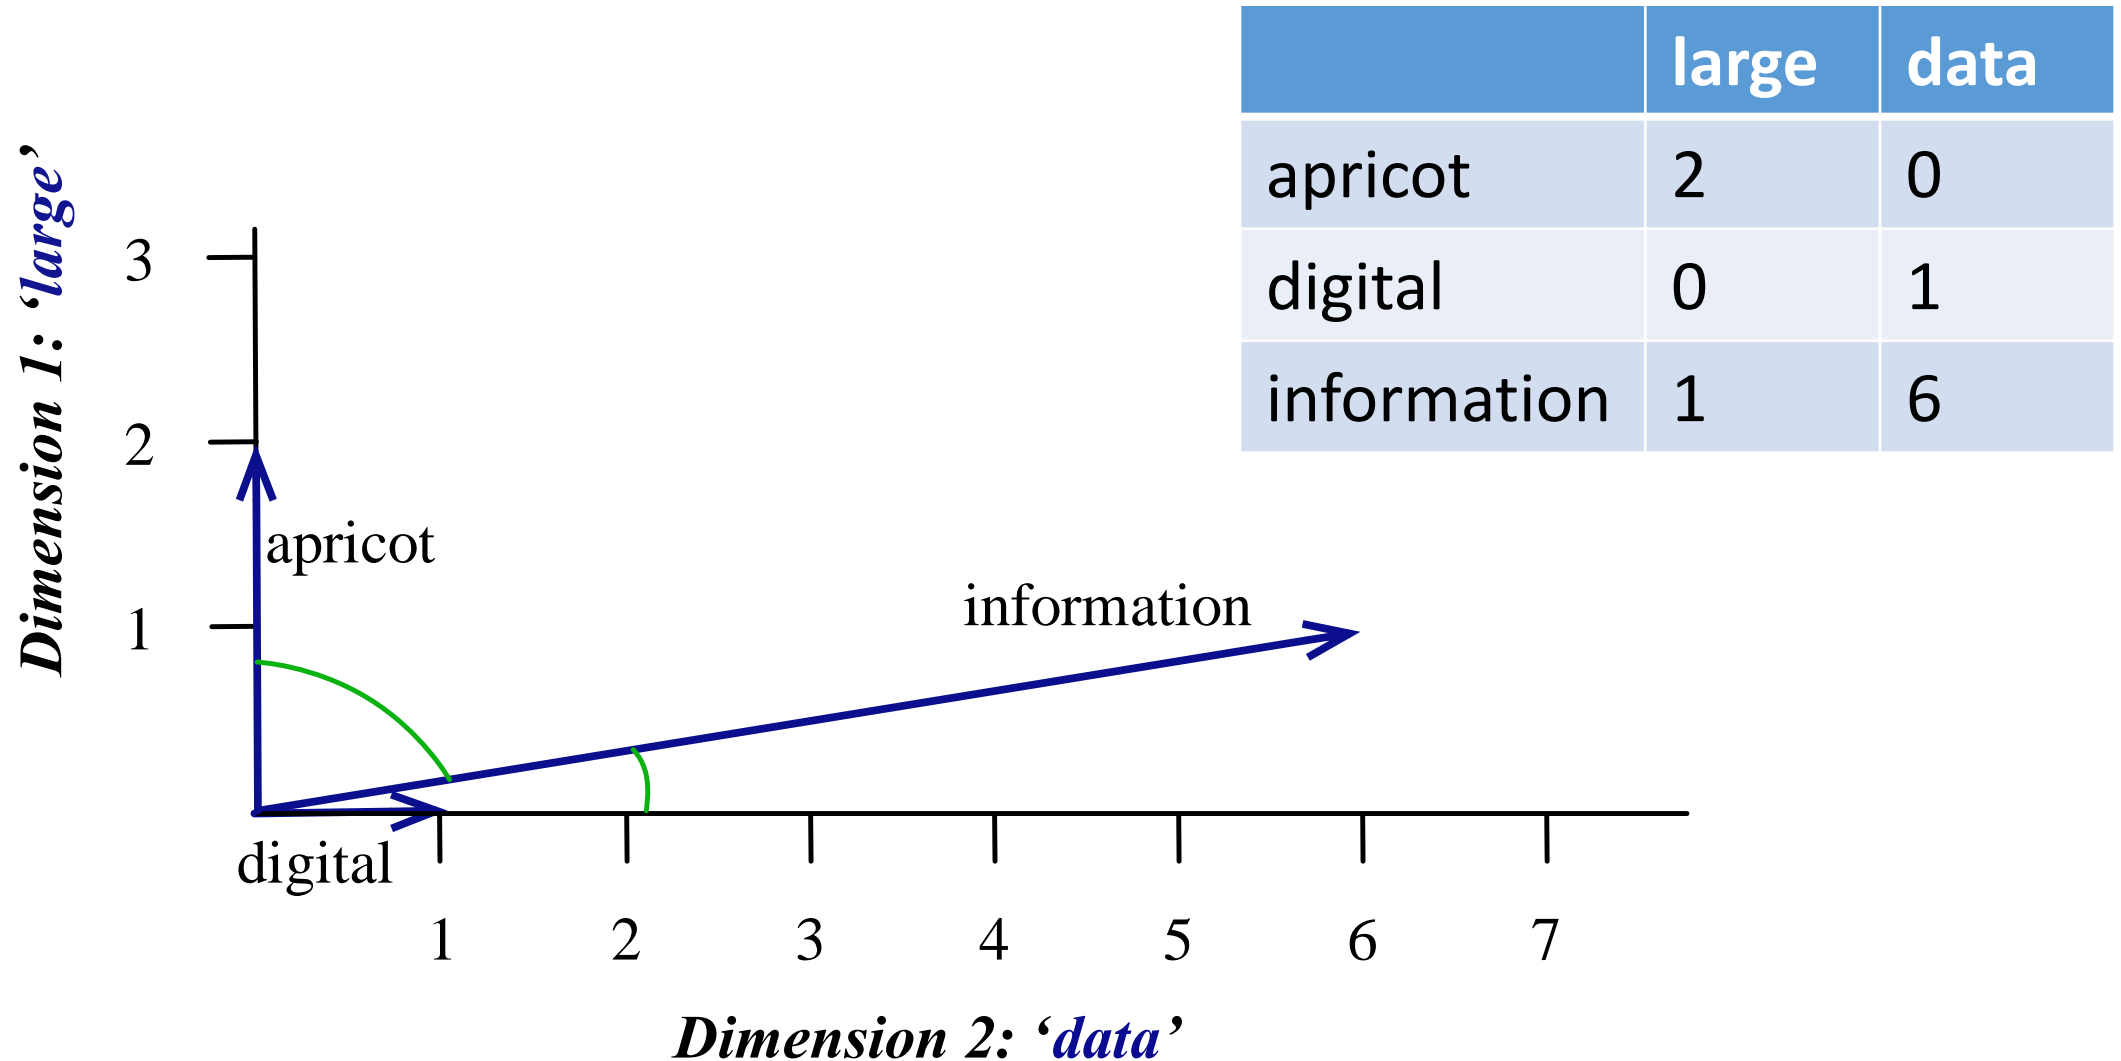 large data
apricot 2 0
digital 0 1
information 1 6
Dimension 1: ‘large’
3
2
1
apricot
information
digital
1 2 3 4 5 6 7
Dimension 2: ‘data’